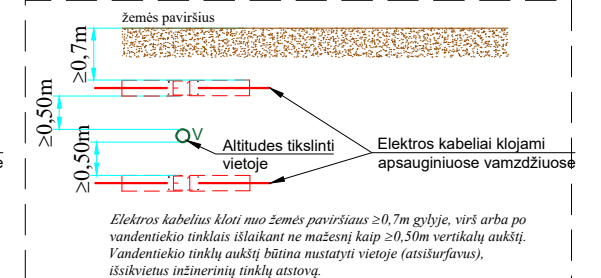 žemės paviršius
≥0,7m
≥0,50m
V
≥0,50m
Altitudes tikslinti
vietoje
Elektros kabeliai klojami
apsauginiuose vamzdžiuose
Elektros kabelius kloti nuo žemės paviršiaus ≥0,7m gylyje, virš arba po
vandentiekio tinklais išlaikant ne mažesnį kaip ≥0,50m vertikalų aukštį.
Vandentiekio tinklų aukštį būtina nustatyti vietoje (atsišurfavus),
išsikvietus inžinerinių tinklų atstovą.